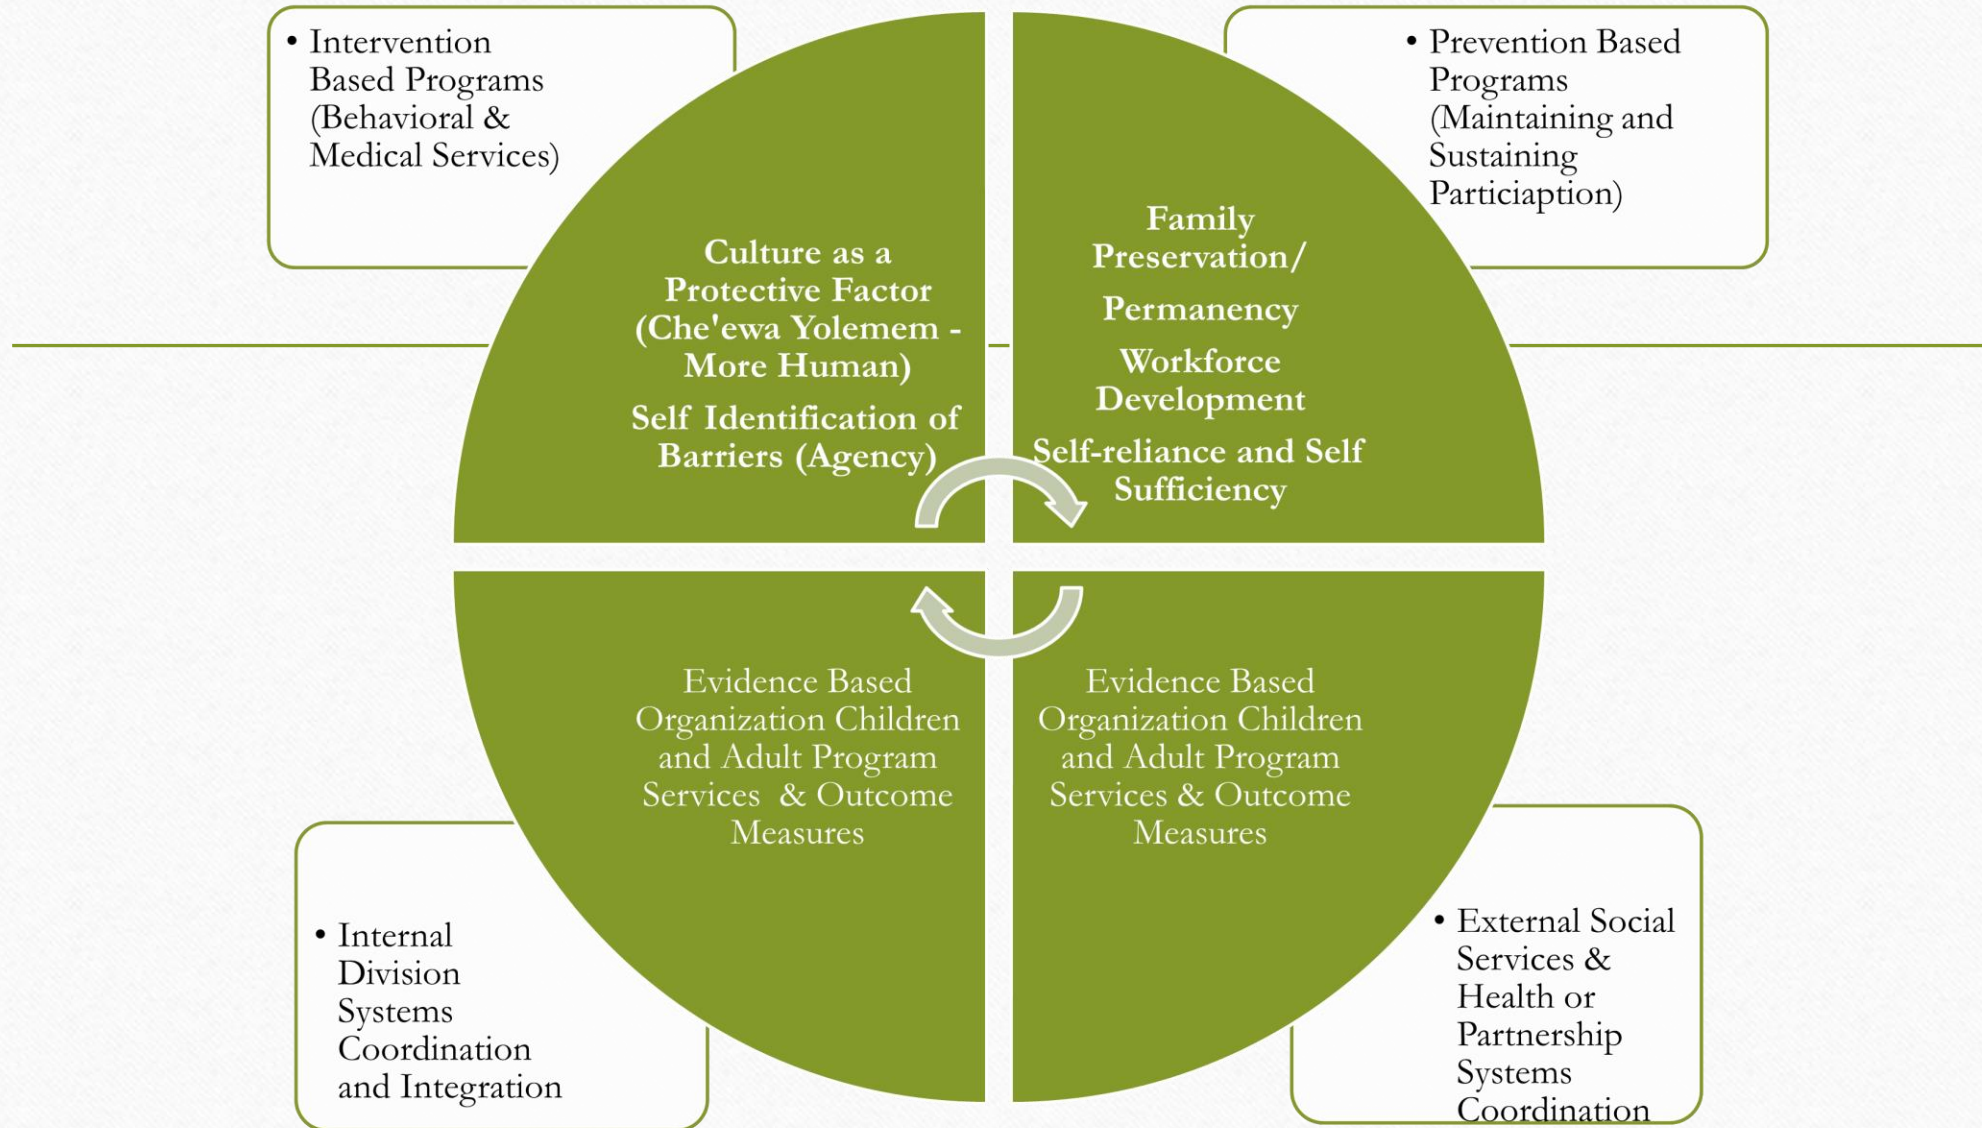 • Intervention
Based Programs
(Behavioral &
Medical Services)
• Prevention Based
Programs
(Maintaining and
Sustaining
Particiaption)
Culture as a
Protective Factor
(Che'ewa Yolemem -
More Human)
Self Identification of
Barriers (Agency)
Family
Preservation/
Permanency
Workforce
Development
Self-reliance and Self
Sufficiency
Evidence Based
Organization Children
and Adult Program
Services & Outcome
Measures
Evidence Based
Organization Children
and Adult Program
Services & Outcome
Measures
• Internal
Division
Systems
Coordination
and Integration
• External Social
Services &
Health or
Partnership
Systems
Coordination